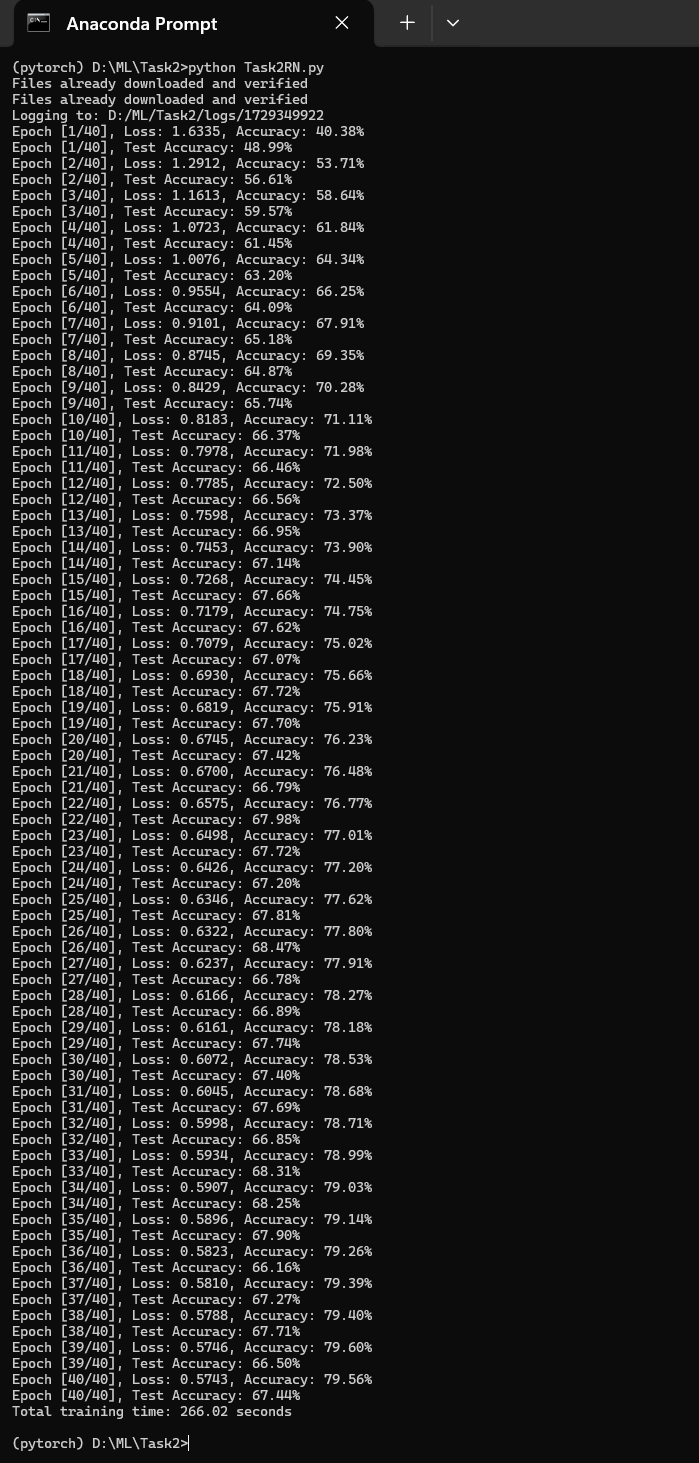 Anaconda Prompt
(pytorch) D:\ML\Task2>python Task2RN.py
Files already downloaded and verified
Files already downloaded and verified
Logging to: D:/ML/Task2/logs/1729349922
Epoch [1/40], Loss: 1.6335, Accuracy: 40.38%
Epoch [1/40], Test Accuracy: 48.99%
Epoch [2/40], Loss: 1.2912, Accuracy: 53.71%
Epoch [2/40], Test Accuracy: 56.61%
Epoch [3/40], Loss: 1.1613, Accuracy: 58.64%
Epoch [3/40], Test Accuracy: 59.57%
Epoch [4/40], Loss: 1.0723, Accuracy: 61.84%
Epoch [4/40], Test Accuracy: 61.45%
Epoch [5/40], Loss: 1.0076, Accuracy: 64.34%
Epoch [5/40], Test Accuracy: 63.20%
Epoch [6/40], Loss: 0.9554, Accuracy: 66.25%
Epoch [6/40], Test Accuracy: 64.09%
Epoch [7/40], Loss: 0.9101, Accuracy: 67.91%
Epoch [7/40], Test Accuracy: 65.18%
Epoch [8/40], Loss: 0.8745, Accuracy: 69.35%
Epoch [8/40], Test Accuracy: 64.87%
Epoch [9/40], Loss: 0.8429, Accuracy: 70.28%
Epoch [9/40], Test Accuracy: 65.74%
Epoch [10/40], Loss: 0.8183, Accuracy: 71.11%
Epoch [10/40], Test Accuracy: 66.37%
Epoch [11/40], Loss: 0.7978, Accuracy: 71.98%
Epoch [11/40], Test Accuracy: 66.46%
Epoch [12/40], Loss: 0.7785, Accuracy: 72.50%
Epoch [12/40], Test Accuracy: 66.56%
Epoch [13/40], Loss: 0.7598, Accuracy: 73.37%
Epoch [13/40], Test Accuracy: 66.95%
Epoch [14/40], Loss: 0.7453, Accuracy: 73.90%
Epoch [14/40], Test Accuracy: 67.14%
Epoch [15/40], Loss: 0.7268, Accuracy: 74.45%
Epoch [15/40], Test Accuracy: 67.66%
Epoch [16/40], Loss: 0.7179, Accuracy: 74.75%
Epoch [16/40], Test Accuracy: 67.62%
Epoch [17/40], Loss: 0.7079, Accuracy: 75.02%
Epoch [17/40], Test Accuracy: 67.07%
Epoch [18/40], Loss: 0.6930, Accuracy: 75.66%
Epoch [18/40], Test Accuracy: 67.72%
Epoch [19/40], Loss: 0.6819, Accuracy: 75.91%
Epoch [19/40], Test Accuracy: 67.70%
Epoch [20/40], Loss: 0.6745, Accuracy: 76.23%
Epoch [20/40], Test Accuracy: 67.42%
Epoch [21/40], Loss: 0.6700, Accuracy: 76.48%
Epoch [21/40], Test Accuracy: 66.79%
Epoch [22/40], Loss: 0.6575, Accuracy: 76.77%
Epoch [22/40], Test Accuracy: 67.98%
Epoch [23/40], Loss: 0.6498, Accuracy: 77.01%
Epoch [23/40], Test Accuracy: 67.72%
Epoch [24/40], Loss: 0.6426, Accuracy: 77.20%
Epoch [24/40], Test Accuracy: 67.20%
Epoch [25/40], Loss: 0.6346, Accuracy: 77.62%
Epoch [25/40], Test Accuracy: 67.81%
Epoch [26/40], Loss: 0.6322, Accuracy: 77.80%
Epoch [26/40], Test Accuracy: 68.47%
Epoch [27/40], Loss: 0.6237, Accuracy: 77.91%
Epoch [27/40], Test Accuracy: 66.78%
Epoch [28/40], Loss: 0.6166, Accuracy: 78.27%
Epoch [28/40], Test Accuracy: 66.89%
Epoch [29/40], Loss: 0.6161, Accuracy: 78.18%
Epoch [29/40], Test Accuracy: 67.74%
Epoch [30/40], Loss: 0.6072, Accuracy: 78.53%
Epoch [30/40], Test Accuracy: 67.40%
Epoch [31/40], Loss: 0.6045, Accuracy: 78.68%
Epoch [31/40], Test Accuracy: 67.69%
Epoch [32/40], Loss: 0.5998, Accuracy: 78.71%
Epoch [32/40], Test Accuracy: 66.85%
Epoch [33/40], Loss: 0.5934, Accuracy: 78.99%
Epoch [33/40], Test Accuracy: 68.31%
Epoch [34/40], Loss: 0.5907, Accuracy: 79.03%
Epoch [34/40], Test Accuracy: 68.25%
Epoch [35/40], Loss: 0.5896, Accuracy: 79.14%
Epoch [35/40], Test Accuracy: 67.90%
Epoch [36/40], Loss: 0.5823, Accuracy: 79.26%
Epoch [36/40], Test Accuracy: 66.16%
Epoch [37/40], Loss: 0.5810, Accuracy: 79.39%
Epoch [37/40], Test Accuracy: 67.27%
Epoch [38/40], Loss: 0.5788, Accuracy: 79.40%
Epoch [38/40], Test Accuracy: 67.71%
Epoch [39/40], Loss: 0.5746, Accuracy: 79.60%
Epoch [39/40], Test Accuracy: 66.50%
Epoch [40/40], Loss: 0.5743, Accuracy: 79.56%
Epoch [40/40], Test Accuracy: 67.44%
Total training time: 266.02 seconds
(pytorch) D:\ML\Task2>